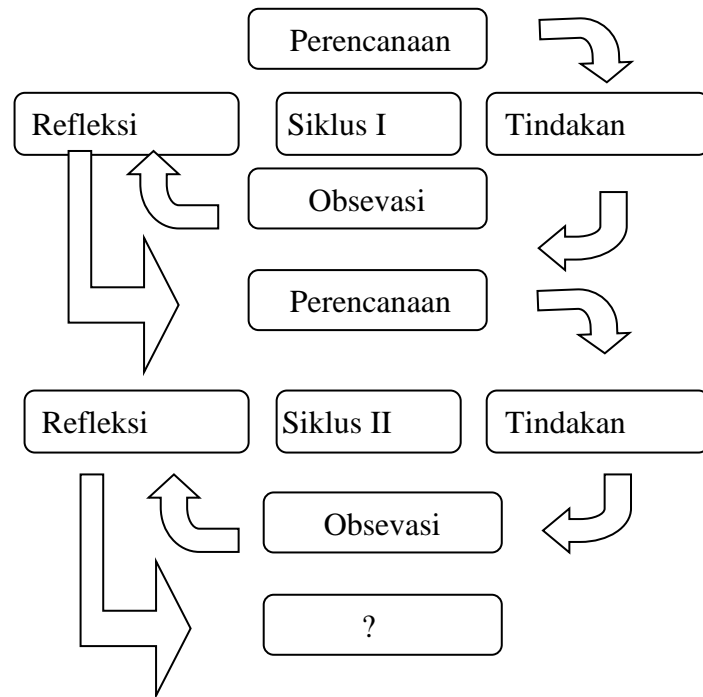 Perencanaan
Refleksi
Siklus I
Tindakan
Obsevasi
Perencanaan
Refleksi
Siklus II
Tindakan
Obsevasi
?